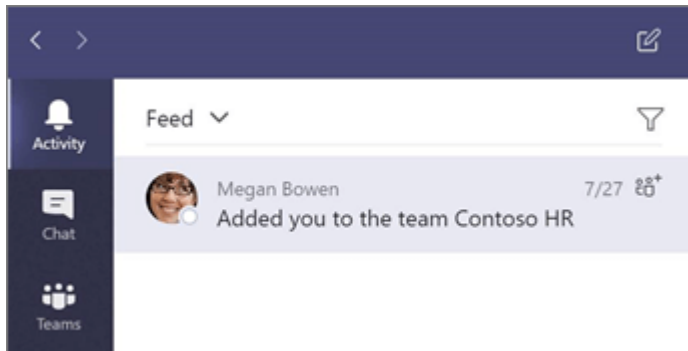 Activity
Chat
Teams
Feed
Megan Bowen 7/27
Added you to the team Contoso HR